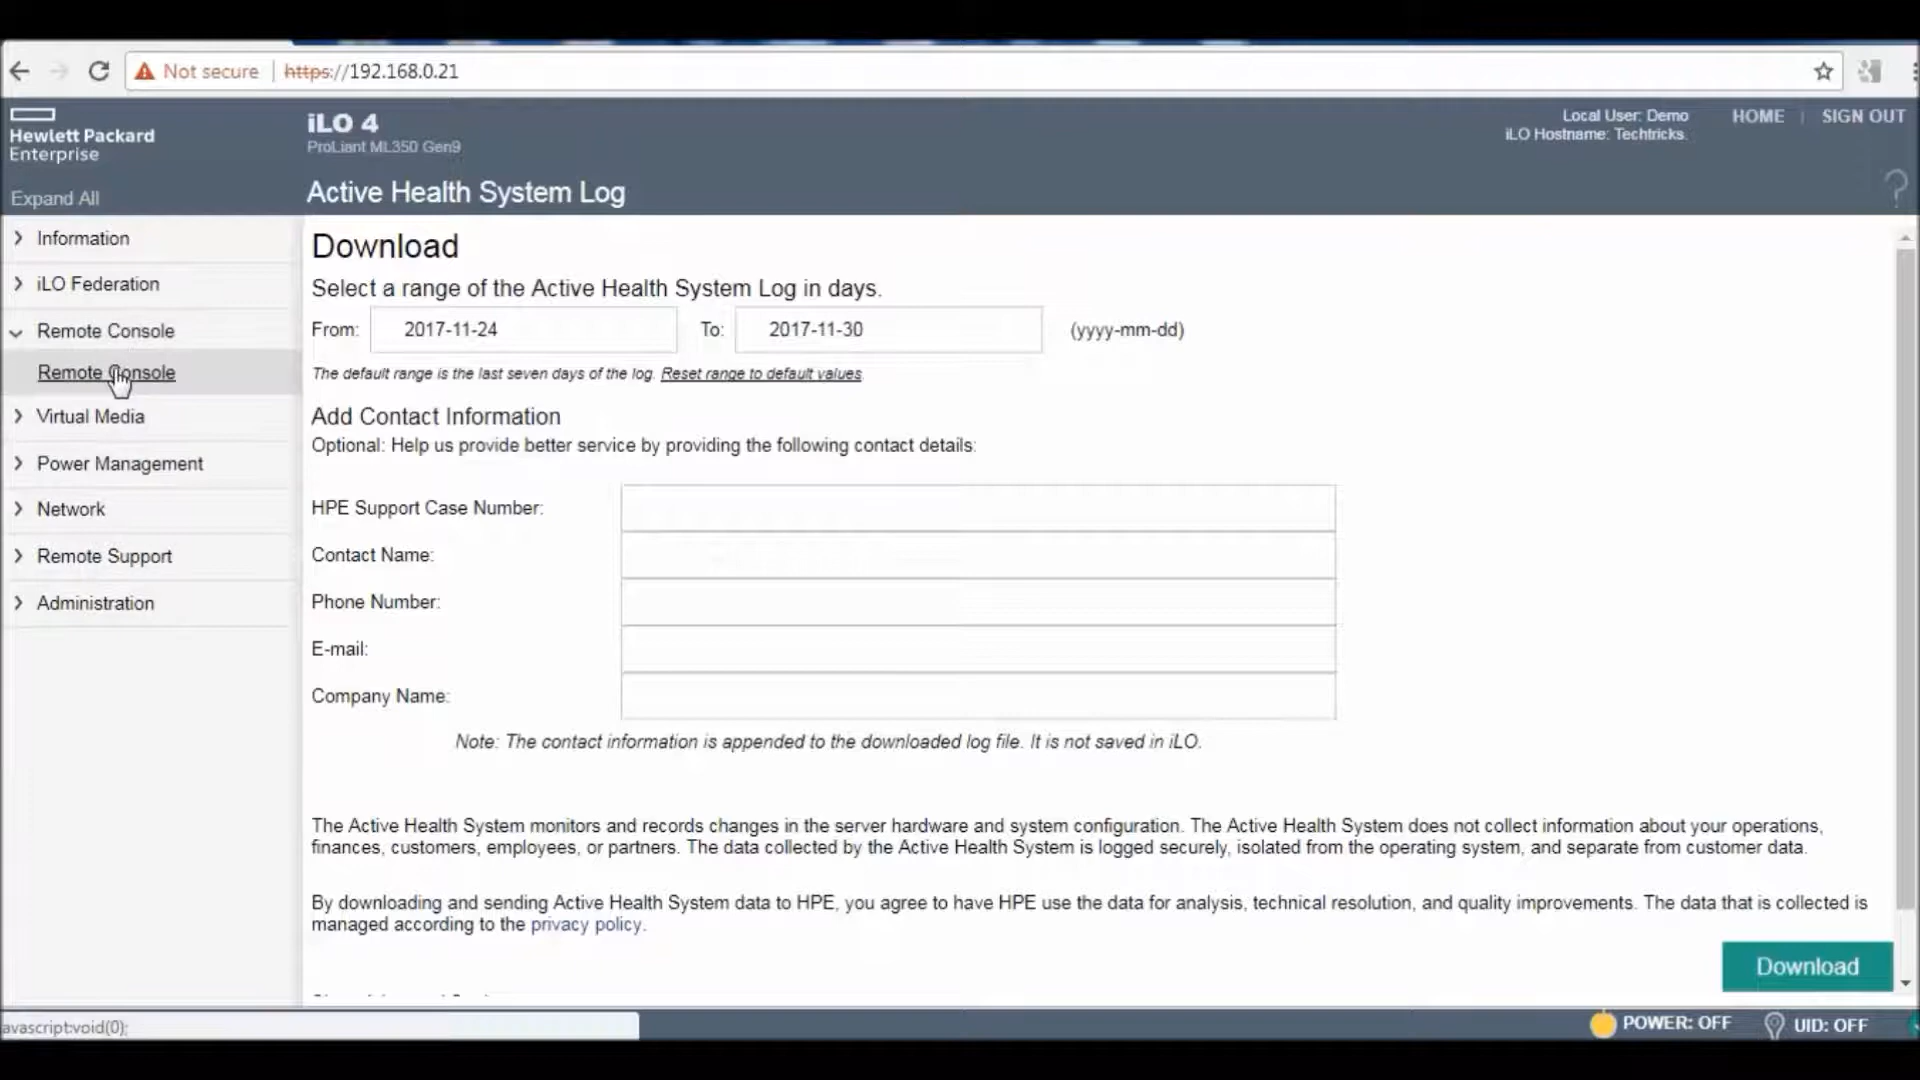 Not secure https://192.168.0.21
Hewlett Packard
Enterprise
iLO 4
ProLiant ML350 Gen9
Local User: Demo
iLO Hostname: Techtricks.
HOME | SIGN OUT
Expand All
Active Health System Log
?
Information
iLO Federation
Remote Console
Remote Console
Virtual Media
Power Management
Network
Remote Support
Administration
Download
Select a range of the Active Health System Log in days.
From: 2017-11-24 To: 2017-11-30 (yyyy-mm-dd)
The default range is the last seven days of the log. Reset range to default values.
Add Contact Information
Optional: Help us provide better service by providing the following contact details:
HPE Support Case Number:
Contact Name:
Phone Number:
E-mail:
Company Name:
Note: The contact information is appended to the downloaded log file. It is not saved in iLO.
The Active Health System monitors and records changes in the server hardware and system configuration. The Active Health System does not collect information about your operations,
finances, customers, employees, or partners. The data collected by the Active Health System is logged securely, isolated from the operating system, and separate from customer data.
By downloading and sending Active Health System data to HPE, you agree to have HPE use the data for analysis, technical resolution, and quality improvements. The data that is collected is
managed according to the privacy policy.
Download
avascript:void(0);
POWER: OFF
UID: OFF